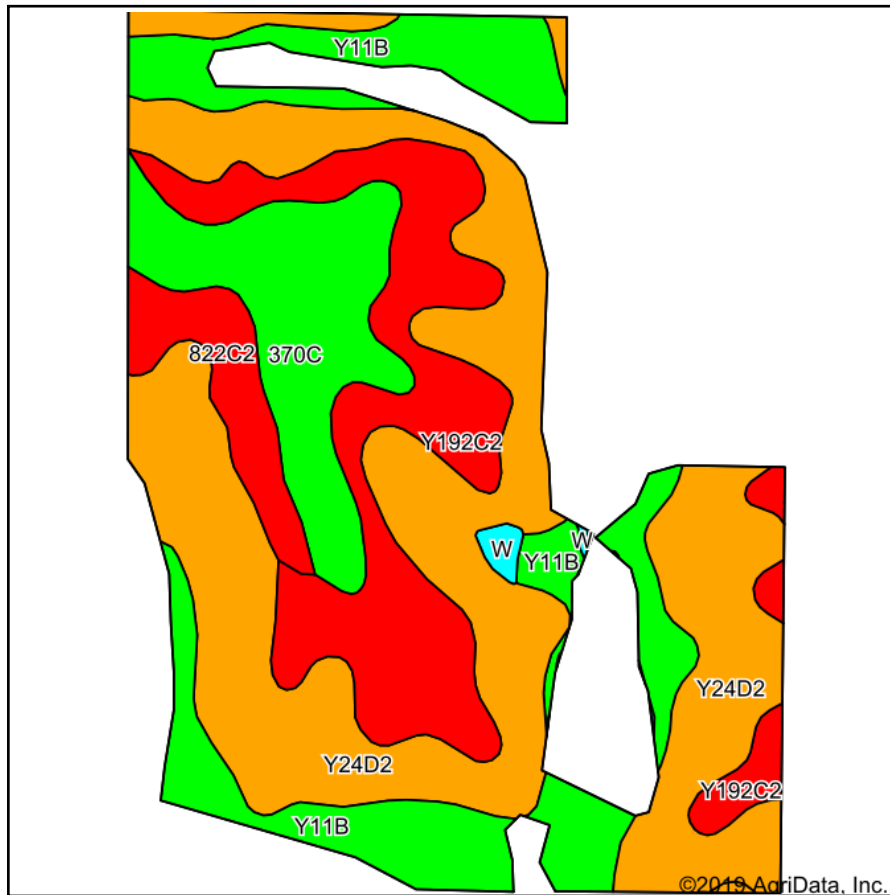 Y11B
822C2
370C
Y192C2
W
W
Y11B
Y24D2
Y24D2
Y192C2
Y11B
©2019 AgriData, Inc.